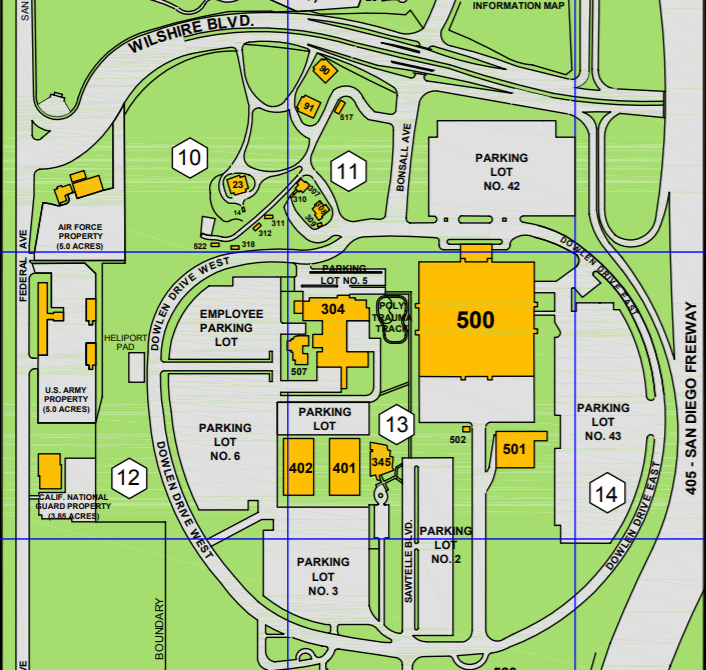 SAN
INFORMATION MAP
WILSHIRE BLVD.
90
91
517
BONSALL AVE
10
11
PARKING
LOT
NO. 42
23
14
307
310
308
309
311
312
522
318
AIR FORCE
PROPERTY
(5.0 ACRES)
FEDERAL AVE
DOWLEN DRIVE WEST
DOWLEN DRIVE EAST
PARKING
LOT NO. 5
304
POLY
TRAUMA
TRACK
500
EMPLOYEE
PARKING
LOT
HELIPORT
PAD
507
405 - SAN DIEGO FREEWAY
U.S. ARMY
PROPERTY
(5.0 ACRES)
PARKING
LOT
13
PARKING
LOT
NO. 43
PARKING
LOT
NO. 6
502
501
402
401
345
12
14
CALIF. NATIONAL
GUARD PROPERTY
(3.85 ACRES)
DOWLEN DRIVE WEST
DOWLEN DRIVE EAST
SAWTELLE BLVD.
PARKING
LOT
NO. 2
PARKING
LOT
NO. 3
BOUNDARY